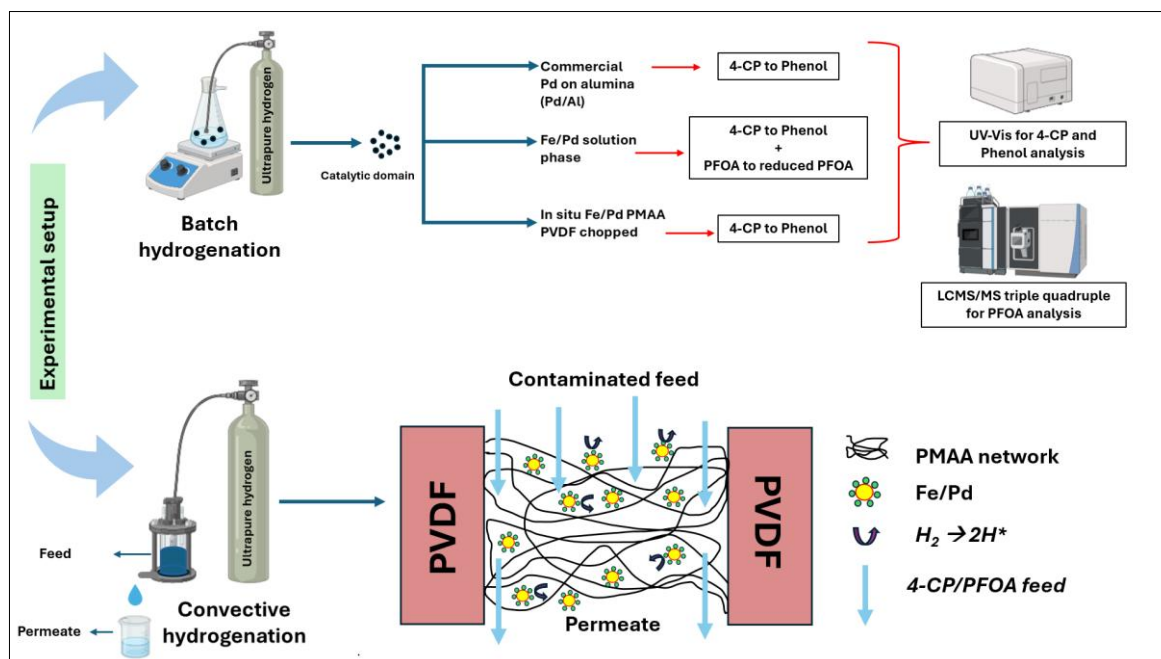 Experimental setup
Ultrapure hydrogen
Batch
hydrogenation
Catalytic domain
Commercial
Pd on alumina
(Pd/Al)
4-CP to Phenol
Fe/Pd solution
phase
4-CP to Phenol
+
PFOA to reduced PFOA
In situ Fe/Pd PMAA
PVDF chopped
4-CP to Phenol
UV-Vis for 4-CP and
Phenol analysis
LCMS/MS triple quadruple
for PFOA analysis
Ultrapure hydrogen
Feed
Permeate
Convective
hydrogenation
Contaminated feed
PVDF
PVDF
Permeate
PMAA network
Fe/Pd
H₂ → 2H*
4-CP/PFOA feed